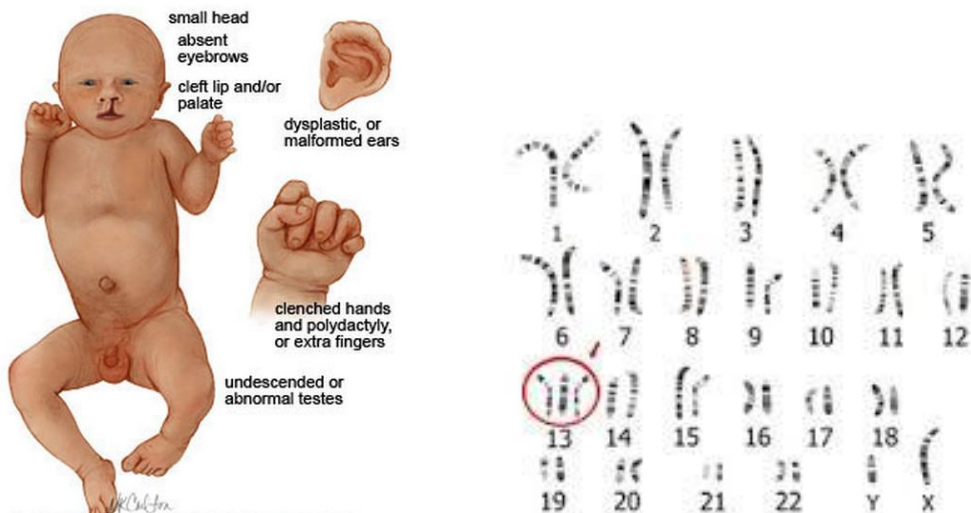 small head
absent
eyebrows
cleft lip and/or
palate
dysplastic, or
malformed ears
clenched hands
and polydactyly,
or extra fingers
undescended or
abnormal testes
1 2 3 4 5
6 7 8 9 10 11 12
13 14 15 16 17 18
19 20 21 22 Y X